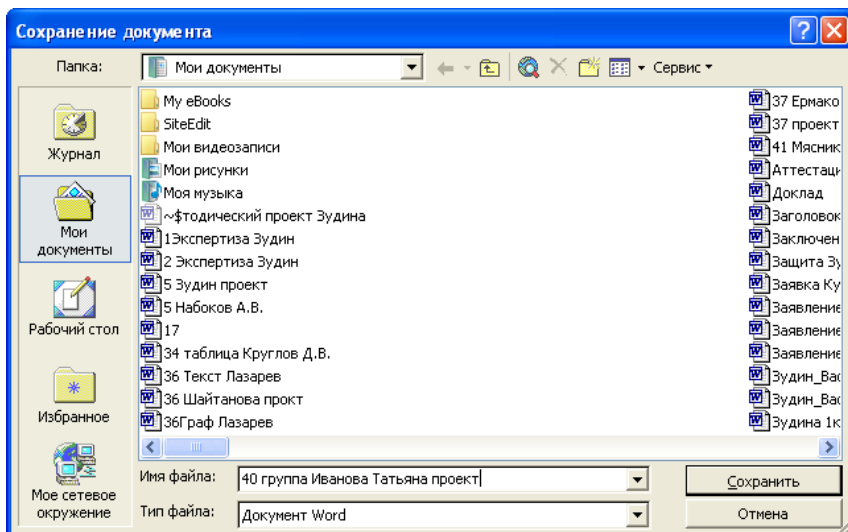 Сохранение документа
Папка:
Мои документы
Сервис
Журнал
Мои документы
Рабочий стол
Избранное
Мое сетевое окружение
My eBooks
SiteEdit
Мои видеозаписи
Мои рисунки
Моя музыка
~$тодический проект Зудина
1Экспертиза Зудин
2 Экспертиза Зудин
5 Зудин проект
5 Набоков А.В.
17
34 таблица Круглов Д.В.
36 Текст Лазарев
36 Шайтанова прокт
36Граф Лазарев
37 Ермако
37 проект
41 Мясник
Аттестаци
Доклад
Заголовок
Заключен
Защита Зу
Заявка Ку
Заявление
Заявление
Заявление
Зудин_Вас
Зудин_Вас
Зудина 1к
Имя файла:
40 группа Иванова Татьяна проект
Сохранить
Тип файла:
Документ Word
Отмена